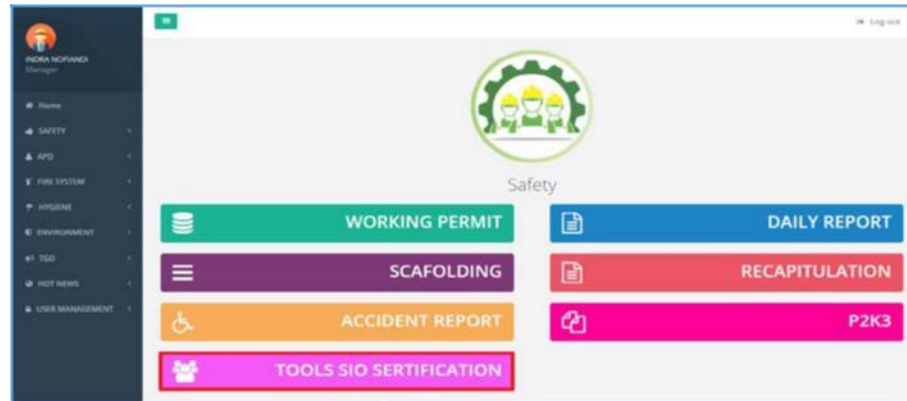 Log out
INDRA NOFIANDI
Manager
Home
SAFETY
APD
FIRE SYSTEM
HYGIENE
ENVIRONMENT
TGD
HOT NEWS
USER MANAGEMENT
Safety
WORKING PERMIT
DAILY REPORT
SCAFOLDING
RECAPITULATION
ACCIDENT REPORT
P2K3
TOOLS SIO SERTIFICATION